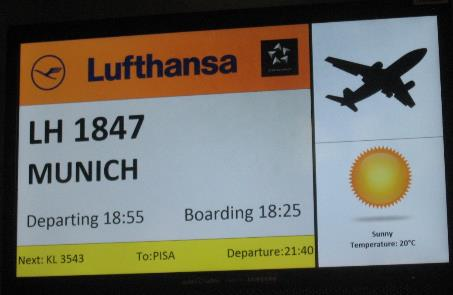 Lufthansa
LH 1847
MUNICH
Departing 18:55 Boarding 18:25
Sunny
Temperature: 20°C
Next: KL 3543 To:PISA Departure:21:40